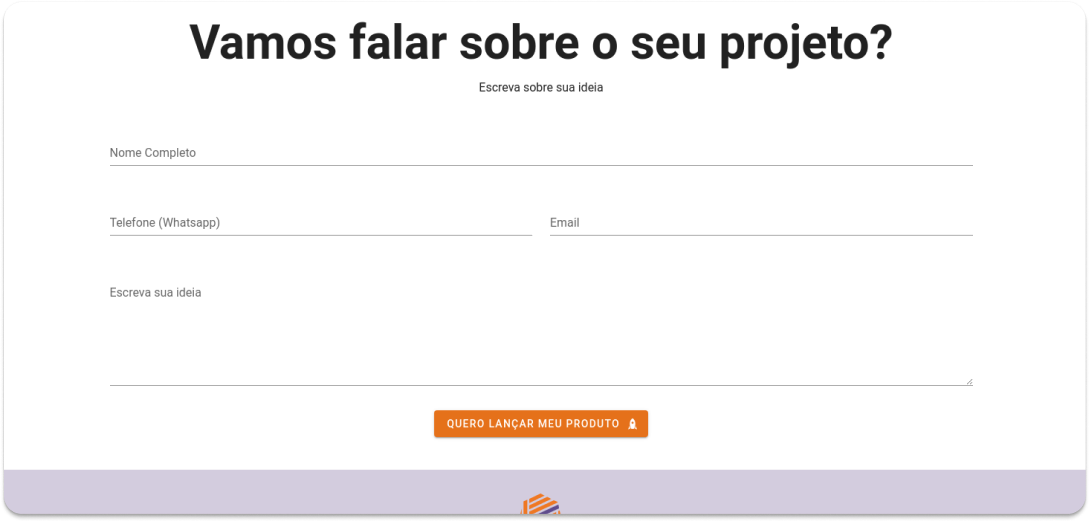 Vamos falar sobre o seu projeto?
Escreva sobre sua ideia
Nome Completo
Telefone (Whatsapp)
Email
Escreva sua ideia
QUERO LANÇAR MEU PRODUTO